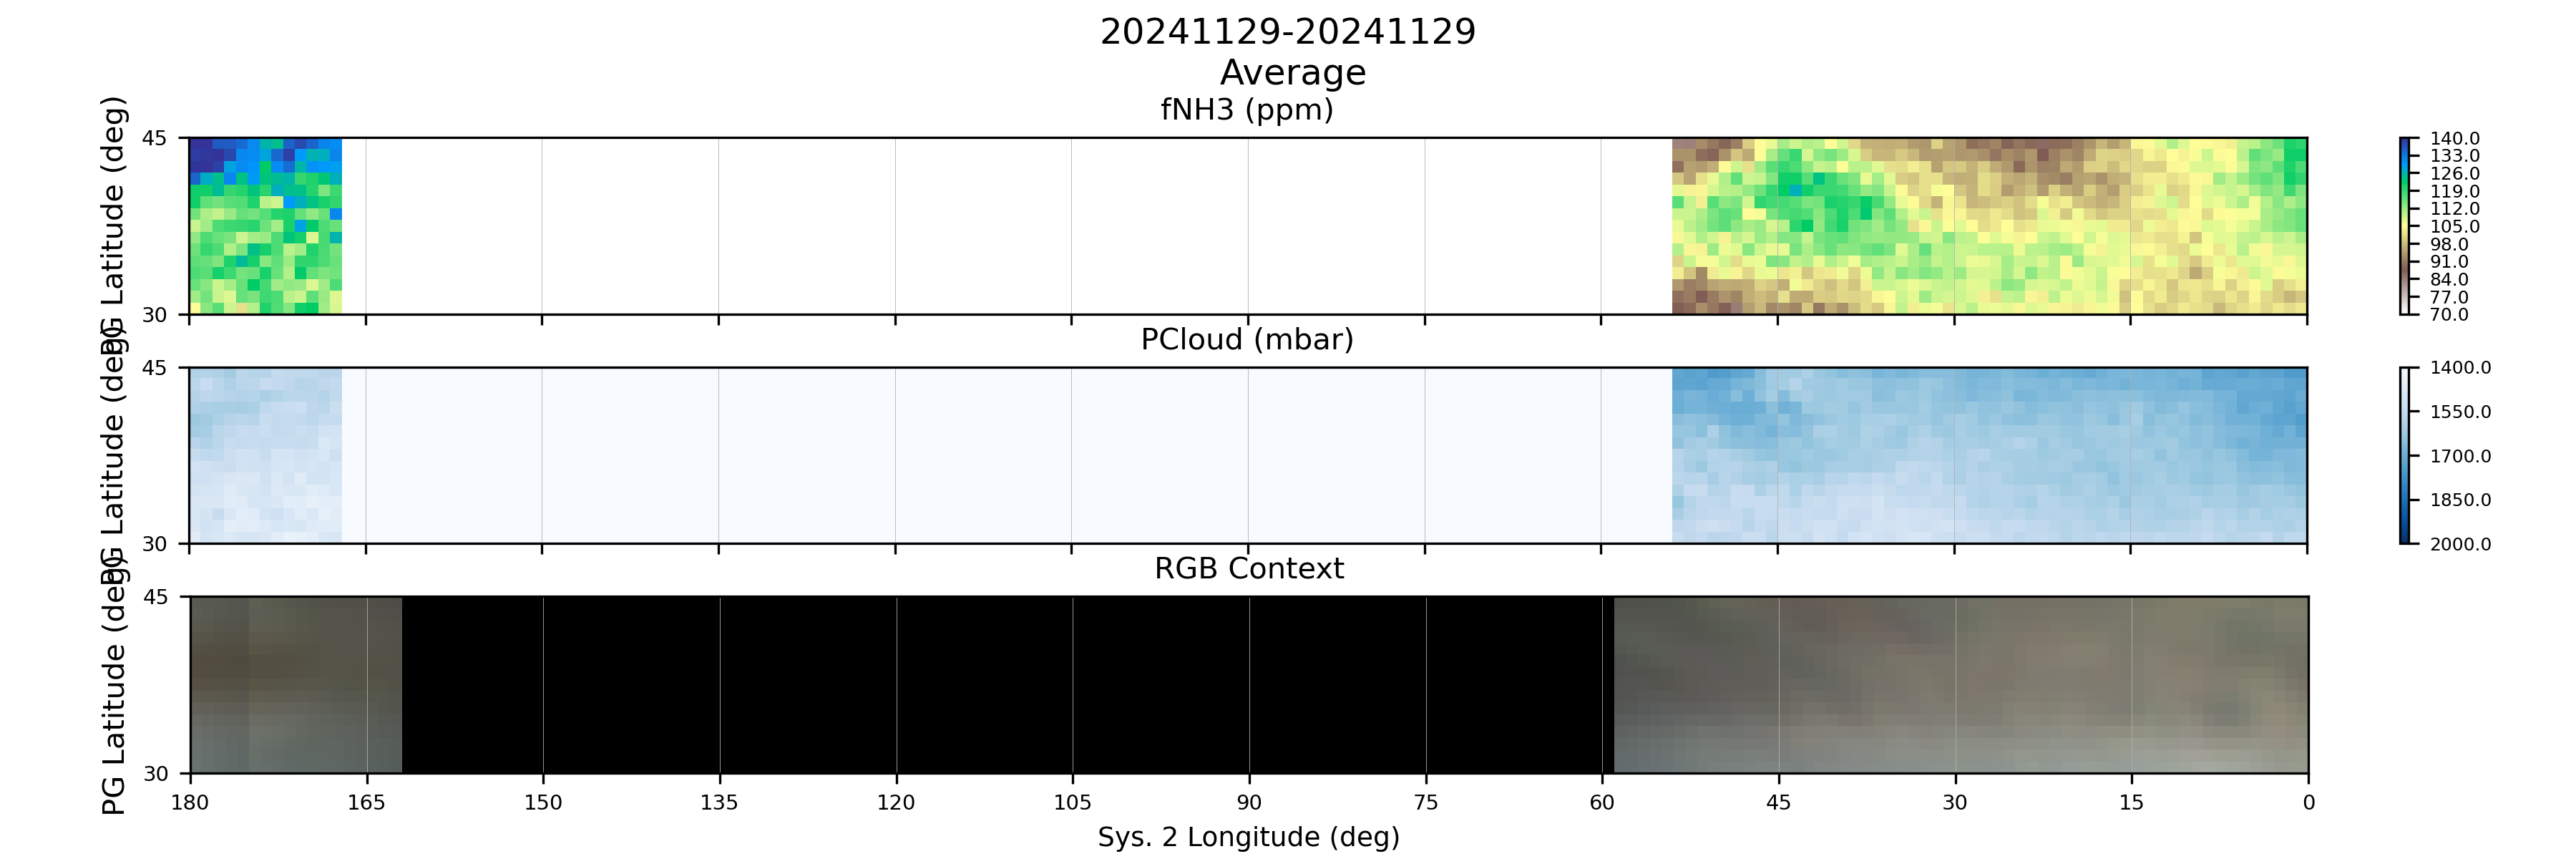 20241129-20241129
Average
fNH3 (ppm)
PG Latitude (deg)
45
30
140.0
133.0
126.0
119.0
112.0
105.0
98.0
91.0
84.0
77.0
70.0
PCloud (mbar)
PG Latitude (deg)
45
30
1400.0
1550.0
1700.0
1850.0
2000.0
RGB Context
PG Latitude (deg)
45
30
180 165 150 135 120 105 90 75 60 45 30 15 0
Sys. 2 Longitude (deg)